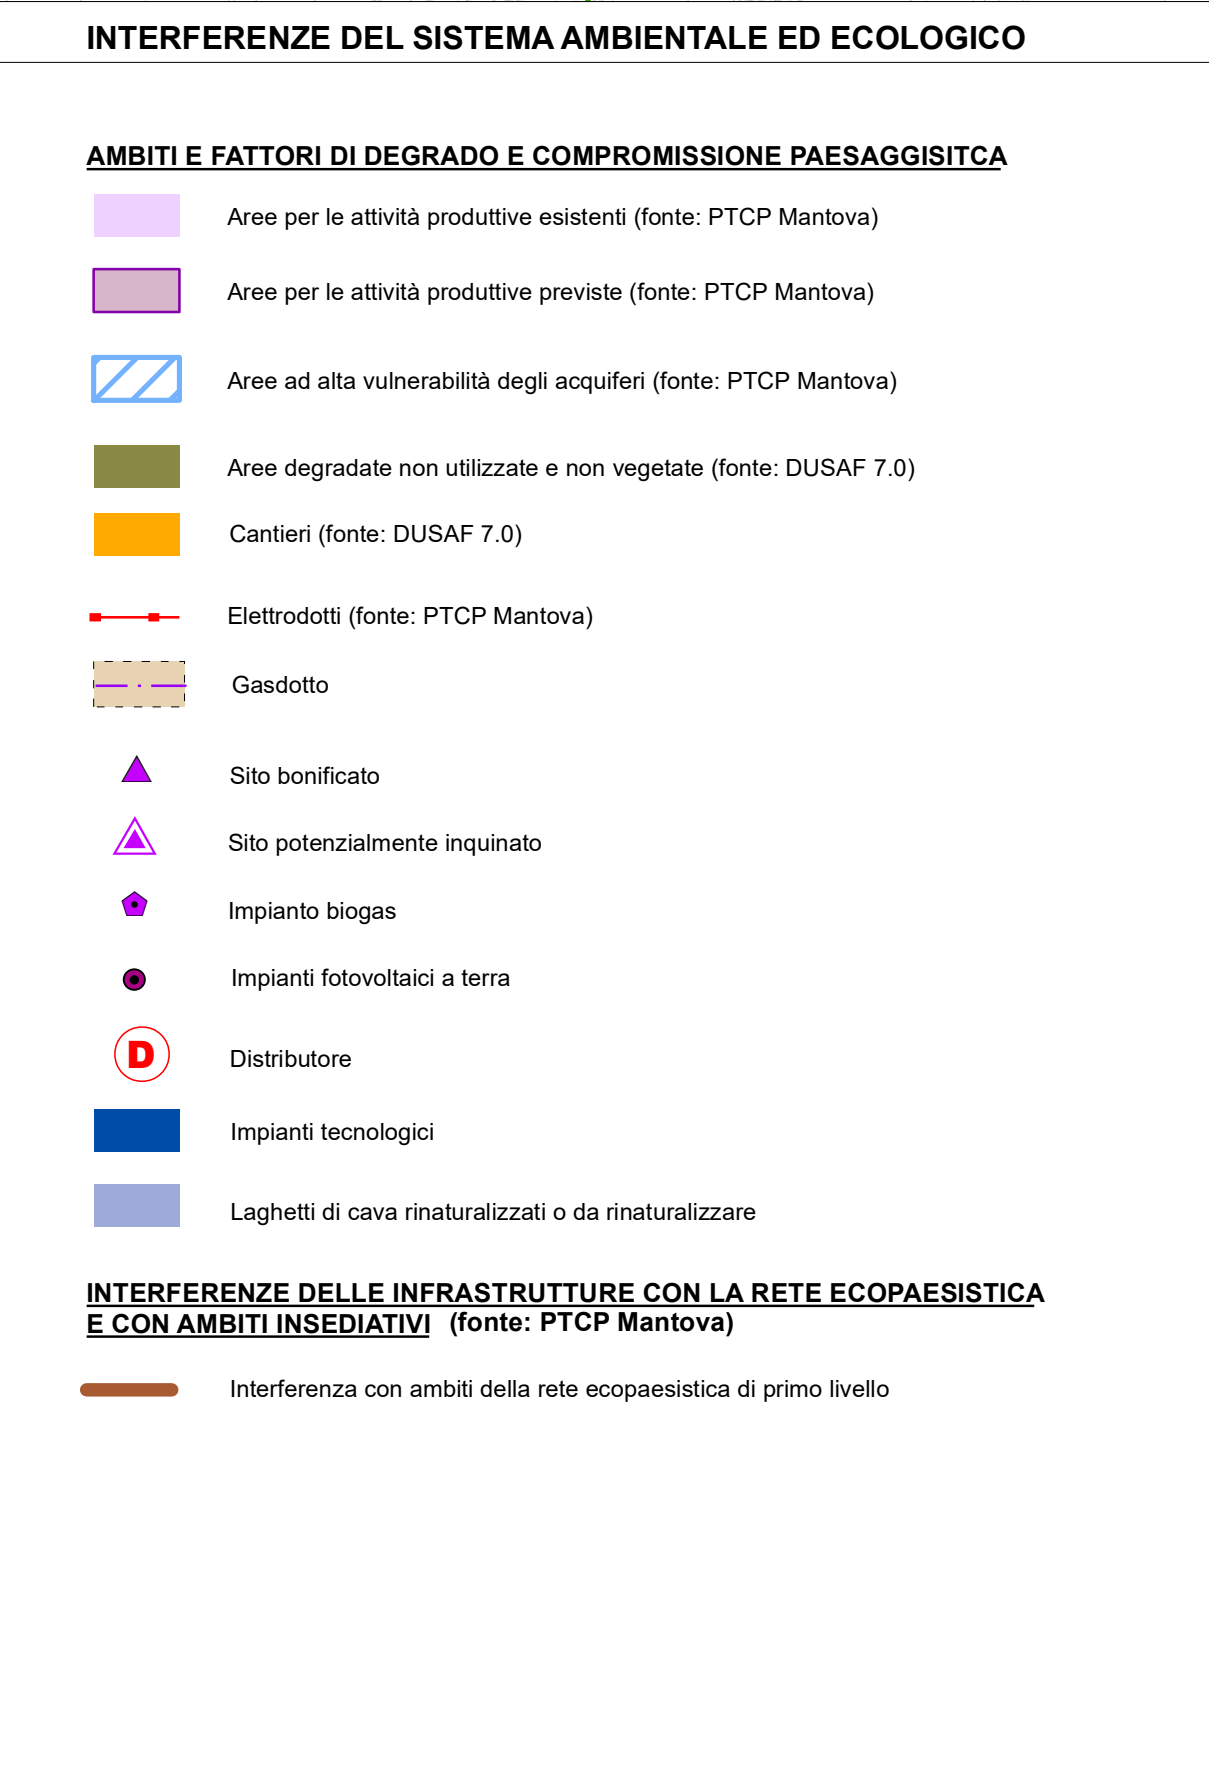 INTERFERENZE DEL SISTEMA AMBIENTALE ED ECOLOGICO
AMBITI E FATTORI DI DEGRADO E COMPROMISSIONE PAESAGGISITCA
Aree per le attività produttive esistenti (fonte: PTCP Mantova)
Aree per le attività produttive previste (fonte: PTCP Mantova)
Aree ad alta vulnerabilità degli acquiferi (fonte: PTCP Mantova)
Aree degradate non utilizzate e non vegetate (fonte: DUSAF 7.0)
Cantieri (fonte: DUSAF 7.0)
Elettrodotti (fonte: PTCP Mantova)
Gasdotto
Sito bonificato
Sito potenzialmente inquinato
Impianto biogas
Impianti fotovoltaici a terra
D Distributore
Impianti tecnologici
Laghetti di cava rinaturalizzati o da rinaturalizzare
INTERFERENZE DELLE INFRASTRUTTURE CON LA RETE ECOPAESISTICA
E CON AMBITI INSEDIATIVI (fonte: PTCP Mantova)
Interferenza con ambiti della rete ecopaesistica di primo livello